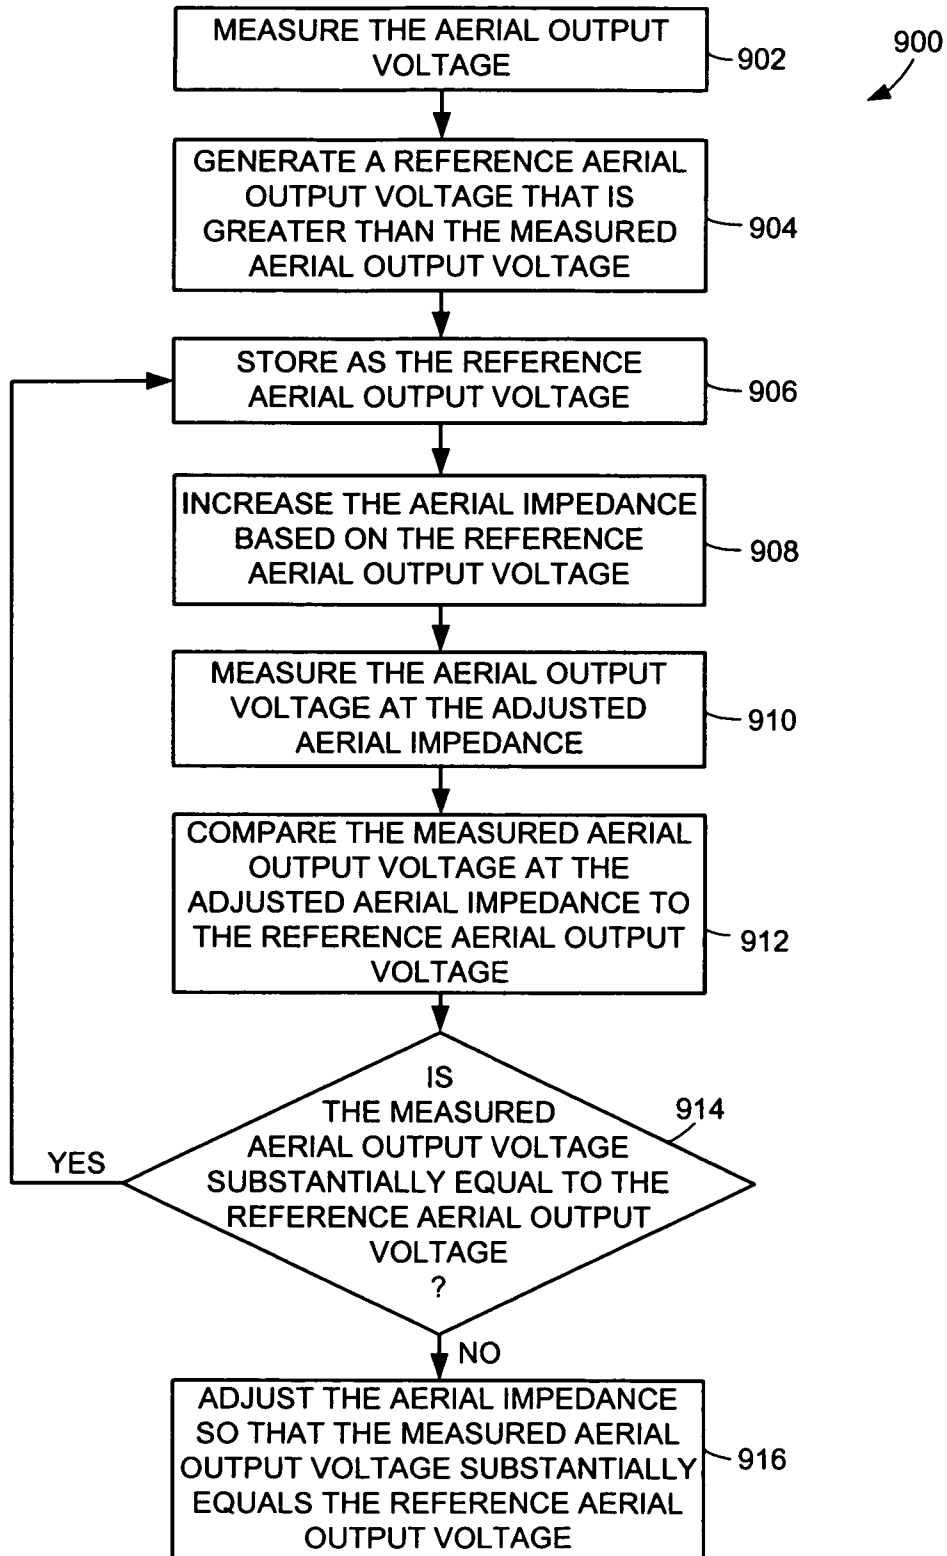 MEASURE THE AERIAL OUTPUT
VOLTAGE
902
900
GENERATE A REFERENCE AERIAL
OUTPUT VOLTAGE THAT IS
GREATER THAN THE MEASURED
AERIAL OUTPUT VOLTAGE
904
STORE AS THE REFERENCE
AERIAL OUTPUT VOLTAGE
906
INCREASE THE AERIAL IMPEDANCE
BASED ON THE REFERENCE
AERIAL OUTPUT VOLTAGE
908
MEASURE THE AERIAL OUTPUT
VOLTAGE AT THE ADJUSTED
AERIAL IMPEDANCE
910
COMPARE THE MEASURED AERIAL
OUTPUT VOLTAGE AT THE
ADJUSTED AERIAL IMPEDANCE TO
THE REFERENCE AERIAL OUTPUT
VOLTAGE
912
IS
THE MEASURED
AERIAL OUTPUT VOLTAGE
SUBSTANTIALLY EQUAL TO THE
REFERENCE AERIAL OUTPUT
VOLTAGE
?
914
YES
NO
ADJUST THE AERIAL IMPEDANCE
SO THAT THE MEASURED AERIAL
OUTPUT VOLTAGE SUBSTANTIALLY
EQUALS THE REFERENCE AERIAL
OUTPUT VOLTAGE
916